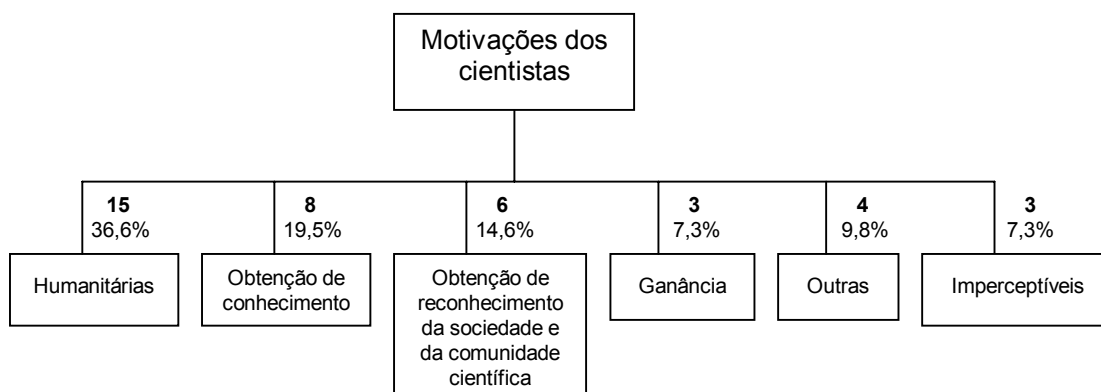 Motivações dos
cientistas
15
36,6%
8
19,5%
6
14,6%
3
7,3%
4
9,8%
3
7,3%
Humanitárias
Obtenção de
conhecimento
Obtenção de
reconhecimento
da sociedade e
da comunidade
científica
Ganância
Outras
Imperceptíveis